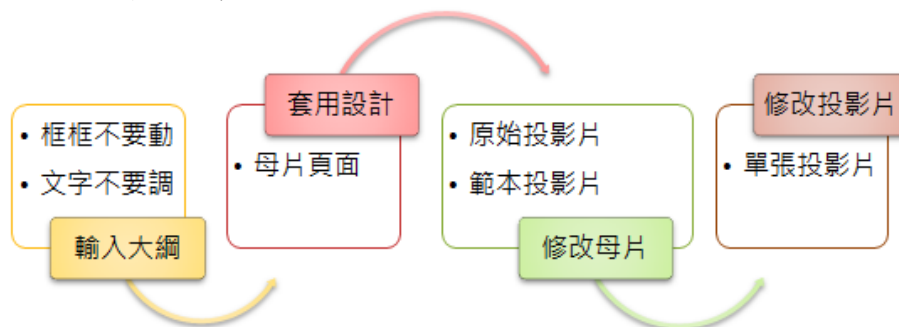 框框不要動
文字不要調
輸入大綱
套用設計
母片頁面
原始投影片
範本投影片
修改母片
修改投影片
單張投影片